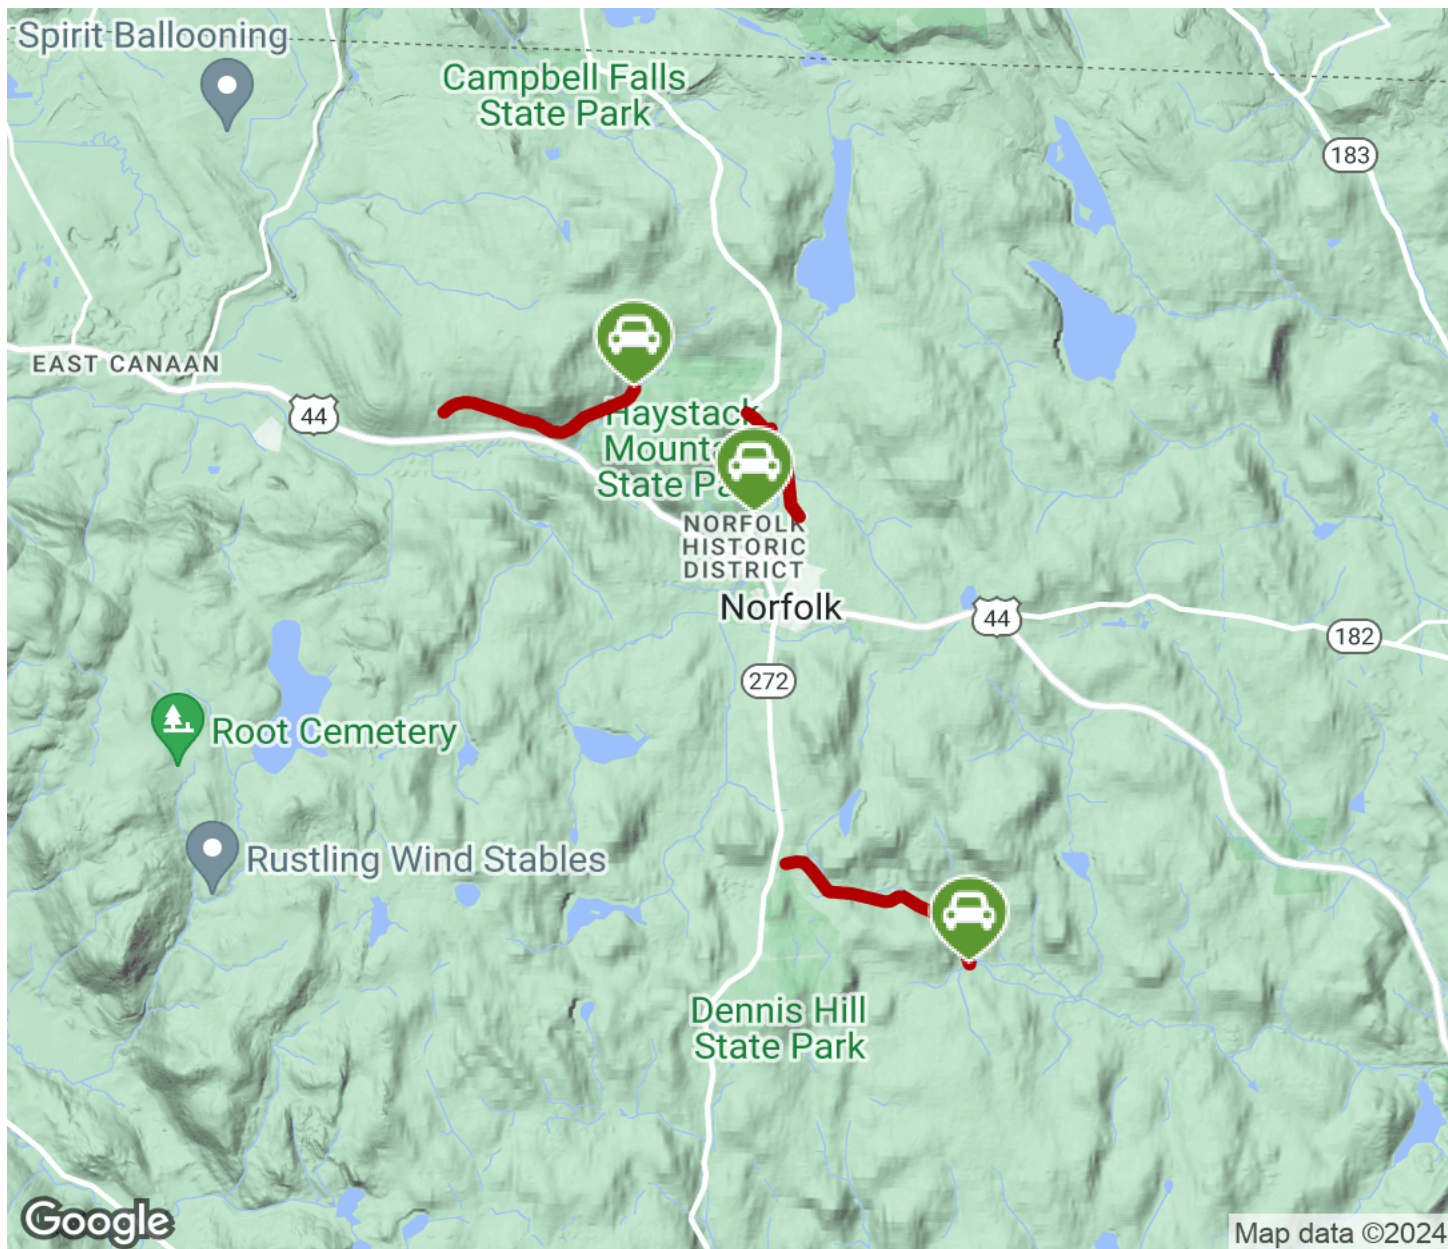 Spirit Ballooning
Campbell Falls
State Park
183
EAST CANAAN
44
Haystack
Mounta
State Pa
NORFOLK
HISTORIC
DISTRICT
Norfolk
44
182
272
Root Cemetery
Rustling Wind Stables
Dennis Hill
State Park
Google
Map data ©2024